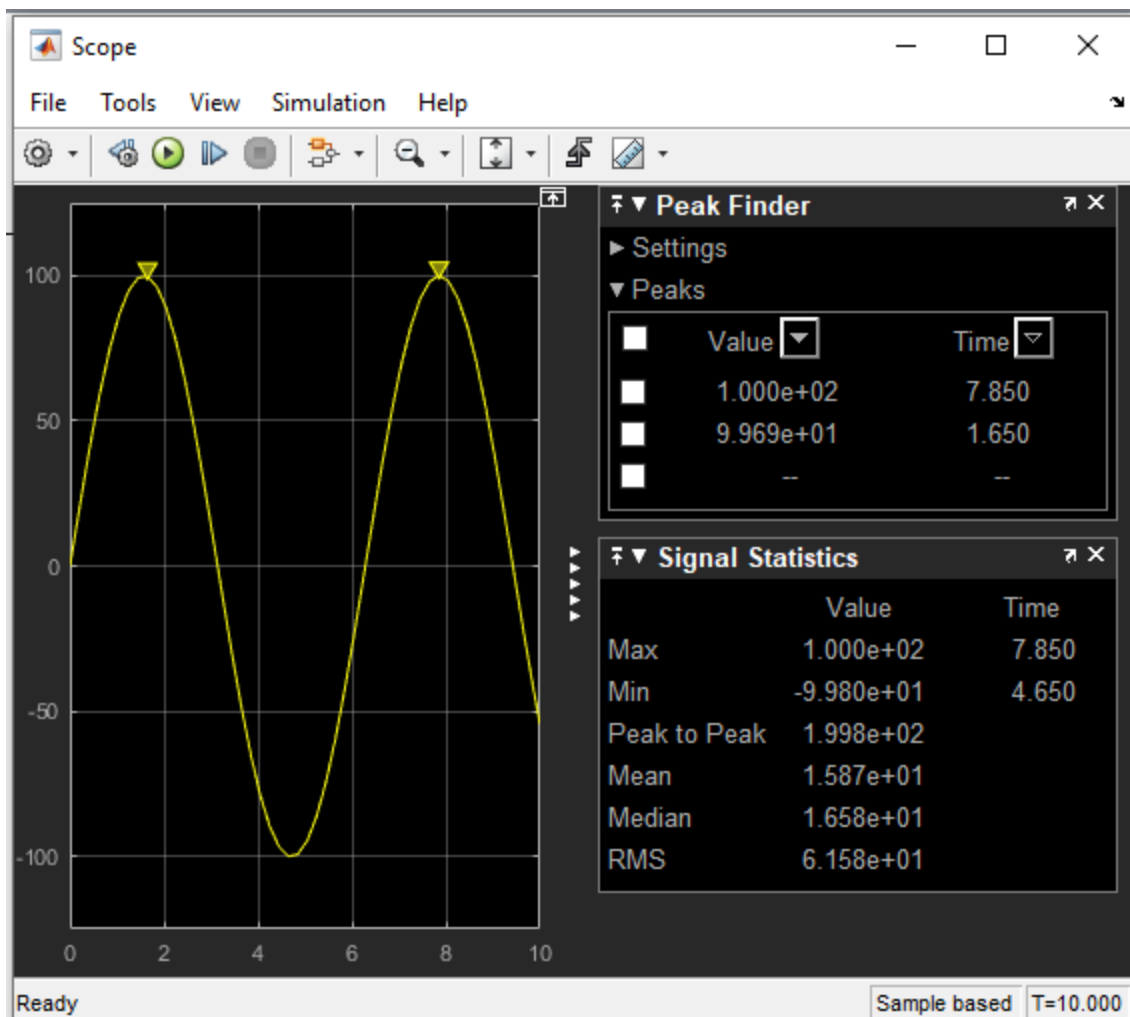 Scope
File Tools View Simulation Help
Peak Finder
Settings
Peaks
Value Time
1.000e+02 7.850
9.969e+01 1.650
-- --
Signal Statistics
Value Time
Max 1.000e+02 7.850
Min -9.980e+01 4.650
Peak to Peak 1.998e+02
Mean 1.587e+01
Median 1.658e+01
RMS 6.158e+01
100
50
0
-50
-100
0 2 4 6 8 10
Ready Sample based T=10.000